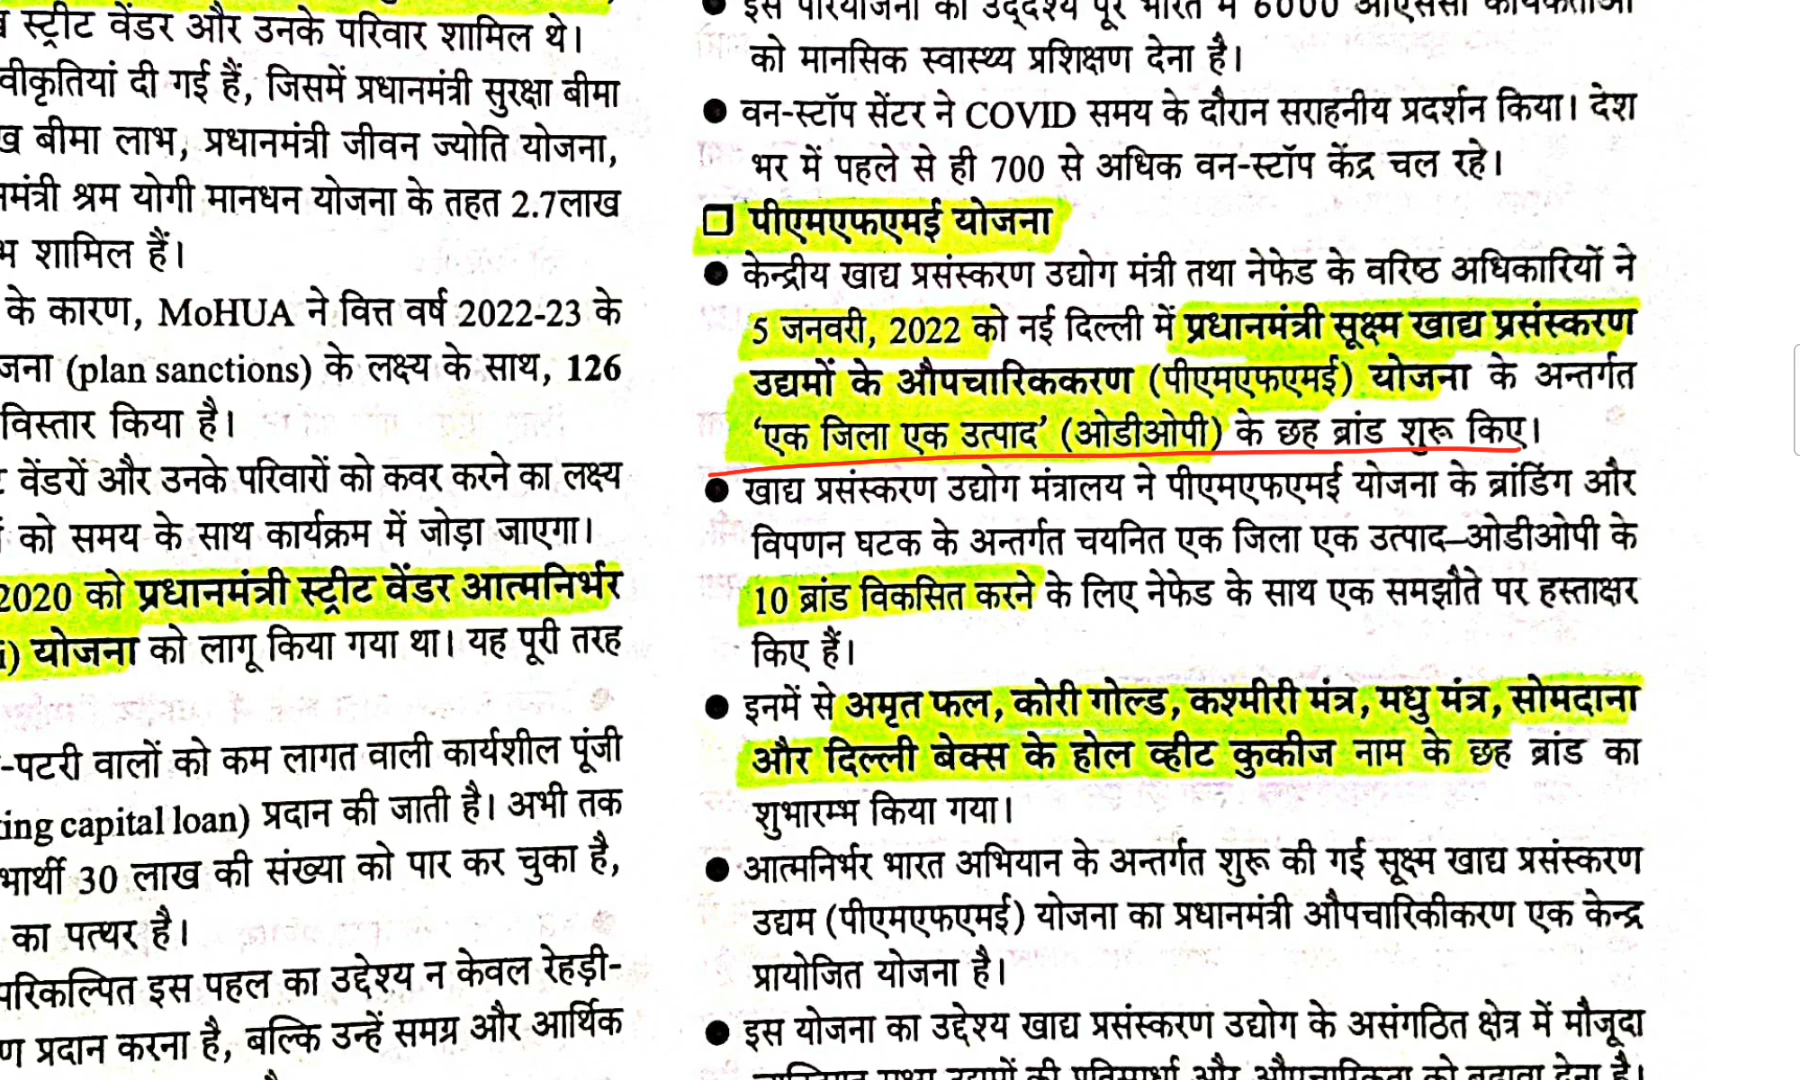 स्ट्रीट वेंडर और उनके परिवार शामिल थे।
वीकृतियां दी गई हैं, जिसमें प्रधानमंत्री सुरक्षा बीमा
ख बीमा लाभ, प्रधानमंत्री जीवन ज्योति योजना,
नमंत्री श्रम योगी मानधन योजना के तहत 2.7लाख
भ शामिल हैं।
के कारण, MoHUA ने वित्त वर्ष 2022-23 के
जना (plan sanctions) के लक्ष्य के साथ, 126
विस्तार किया है।
वेंडरों और उनके परिवारों को कवर करने का लक्ष्य
को समय के साथ कार्यक्रम में जोड़ा जाएगा।
2020 को प्रधानमंत्री स्ट्रीट वेंडर आत्मनिर्भर
i) योजना को लागू किया गया था। यह पूरी तरह
-पटरी वालों को कम लागत वाली कार्यशील पूंजी
ing capital loan) प्रदान की जाती है। अभी तक
भार्थी 30 लाख की संख्या को पार कर चुका है,
का पत्थर है।
परिकल्पित इस पहल का उद्देश्य न केवल रेहड़ी-
ण प्रदान करना है, बल्कि उन्हें समग्र और आर्थिक
इस परियोजना का उद्देश्य पूरे भारत में 6000 ओएससी कार्यकर्ताओं
को मानसिक स्वास्थ्य प्रशिक्षण देना है।
● वन-स्टॉप सेंटर ने COVID समय के दौरान सराहनीय प्रदर्शन किया। देश
भर में पहले से ही 700 से अधिक वन-स्टॉप केंद्र चल रहे।
❑ पीएमएफएमई योजना
● केन्द्रीय खाद्य प्रसंस्करण उद्योग मंत्री तथा नेफेड के वरिष्ठ अधिकारियों ने
5 जनवरी, 2022 को नई दिल्ली में प्रधानमंत्री सूक्ष्म खाद्य प्रसंस्करण
उद्यमों के औपचारिककरण (पीएमएफएमई) योजना के अन्तर्गत
‘एक जिला एक उत्पाद’ (ओडीओपी) के छह ब्रांड शुरू किए।
● खाद्य प्रसंस्करण उद्योग मंत्रालय ने पीएमएफएमई योजना के ब्रांडिंग और
विपणन घटक के अन्तर्गत चयनित एक जिला एक उत्पाद–ओडीओपी के
10 ब्रांड विकसित करने के लिए नेफेड के साथ एक समझौते पर हस्ताक्षर
किए हैं।
● इनमें से अमृत फल, कोरी गोल्ड, कश्मीरी मंत्र, मधु मंत्र, सोमदाना
और दिल्ली बेक्स के होल व्हीट कुकीज नाम के छह ब्रांड का
शुभारम्भ किया गया।
● आत्मनिर्भर भारत अभियान के अन्तर्गत शुरू की गई सूक्ष्म खाद्य प्रसंस्करण
उद्यम (पीएमएफएमई) योजना का प्रधानमंत्री औपचारिकीकरण एक केन्द्र
प्रायोजित योजना है।
● इस योजना का उद्देश्य खाद्य प्रसंस्करण उद्योग के असंगठित क्षेत्र में मौजूदा
और औपचारिकता को बढ़ावा देना है।